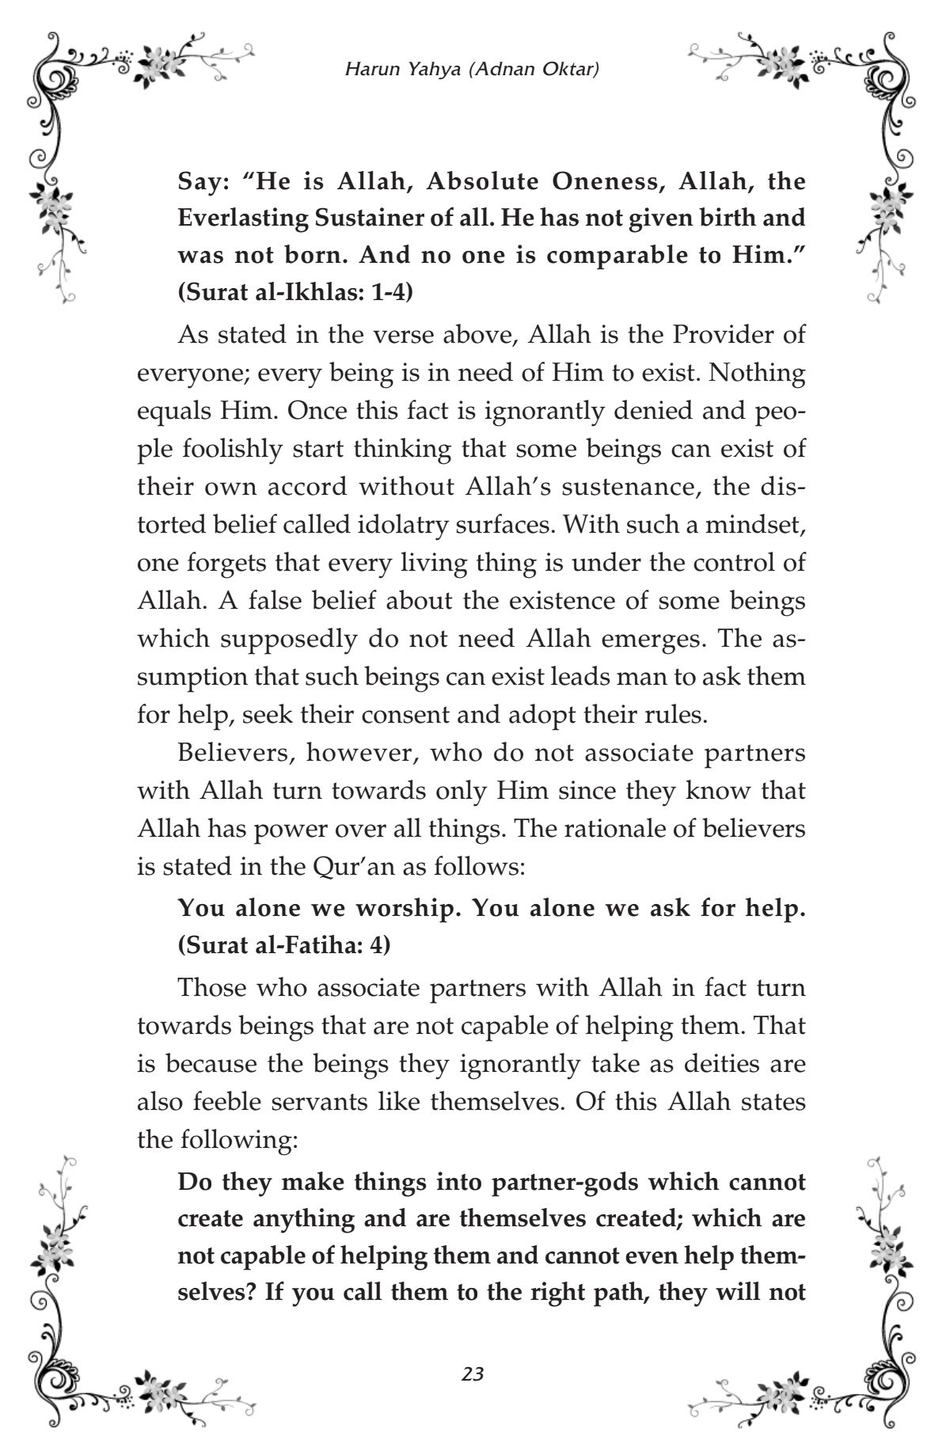 Harun Yahya (Adnan Oktar)
Say: “He is Allah, Absolute Oneness, Allah, the
Everlasting Sustainer of all. He has not given birth and
was not born. And no one is comparable to Him.”
(Surat al-Ikhlas: 1-4)
As stated in the verse above, Allah is the Provider of
everyone; every being is in need of Him to exist. Nothing
equals Him. Once this fact is ignorantly denied and peo-
ple foolishly start thinking that some beings can exist of
their own accord without Allah’s sustenance, the dis-
torted belief called idolatry surfaces. With such a mindset,
one forgets that every living thing is under the control of
Allah. A false belief about the existence of some beings
which supposedly do not need Allah emerges. The as-
sumption that such beings can exist leads man to ask them
for help, seek their consent and adopt their rules.
Believers, however, who do not associate partners
with Allah turn towards only Him since they know that
Allah has power over all things. The rationale of believers
is stated in the Qur’an as follows:
You alone we worship. You alone we ask for help.
(Surat al-Fatiha: 4)
Those who associate partners with Allah in fact turn
towards beings that are not capable of helping them. That
is because the beings they ignorantly take as deities are
also feeble servants like themselves. Of this Allah states
the following:
Do they make things into partner-gods which cannot
create anything and are themselves created; which are
not capable of helping them and cannot even help them-
selves? If you call them to the right path, they will not
23